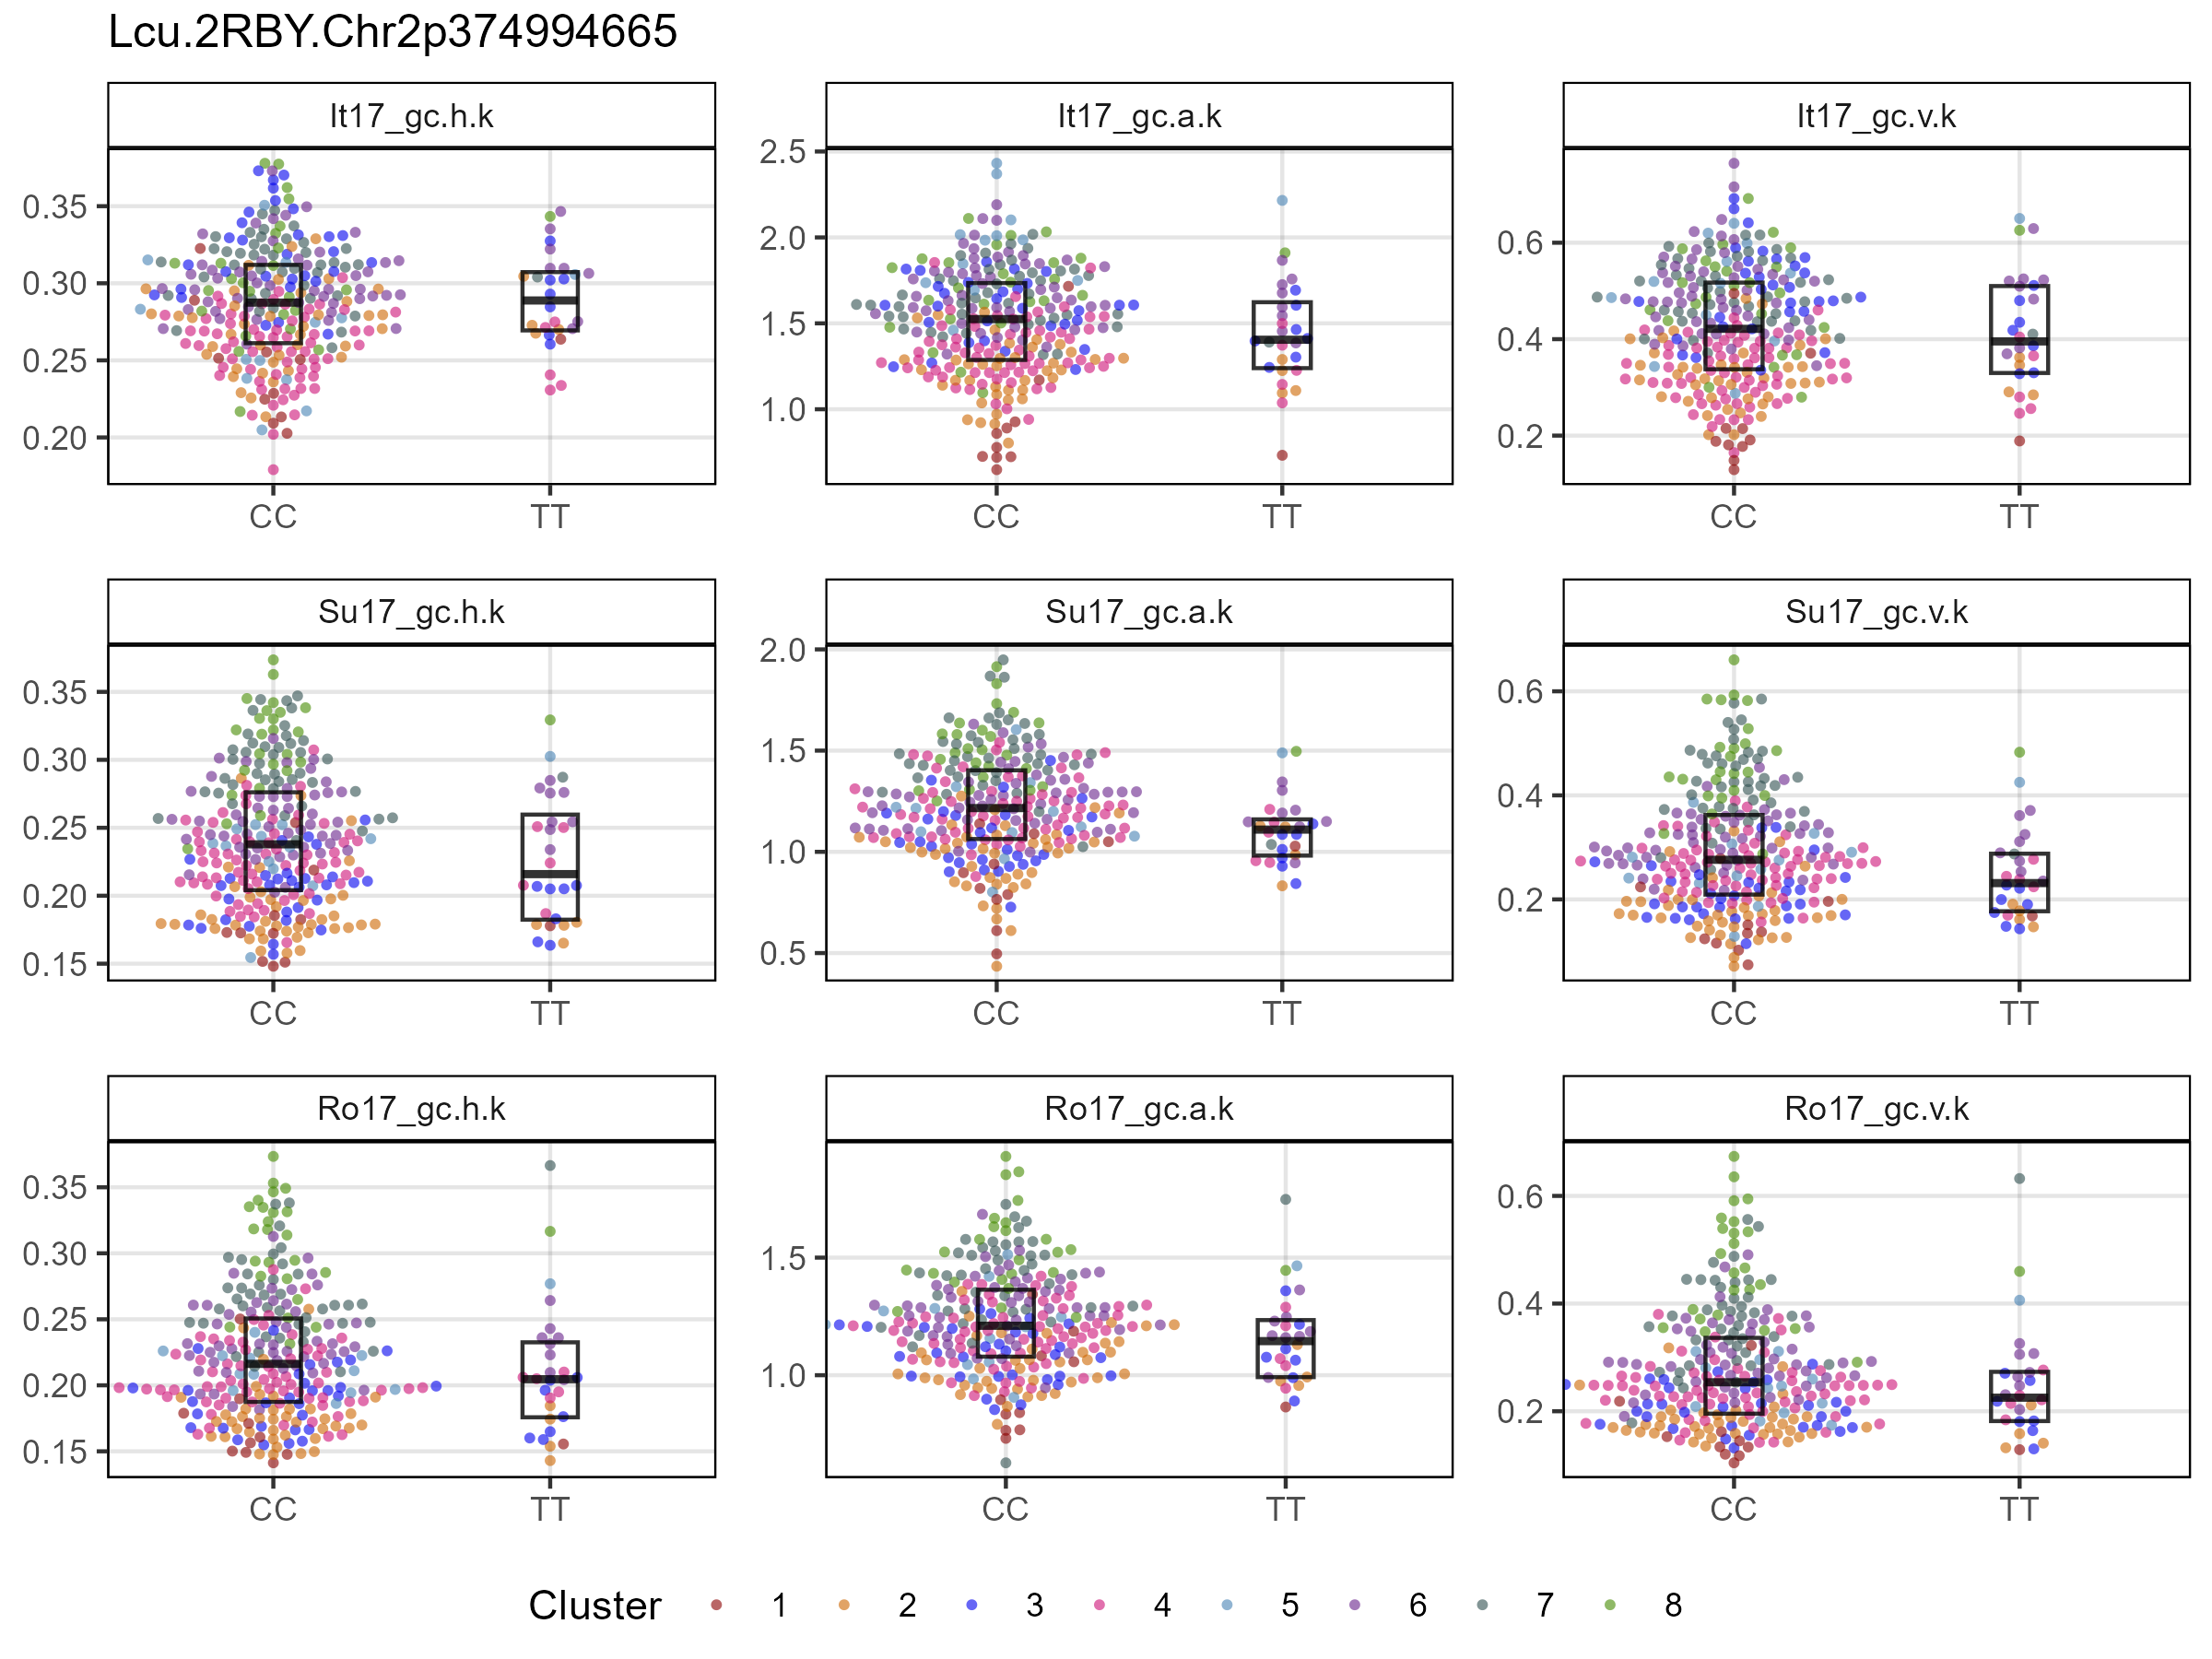 Lcu.2RBY.Chr2p374994665
It17_gc.h.k
It17_gc.a.k
It17_gc.v.k
0.35
0.30
0.25
0.20
CC
TT
2.5
2.0
1.5
1.0
CC
TT
0.6
0.4
0.2
CC
TT
Su17_gc.h.k
Su17_gc.a.k
Su17_gc.v.k
0.35
0.30
0.25
0.20
0.15
CC
TT
2.0
1.5
1.0
0.5
CC
TT
0.6
0.4
0.2
CC
TT
Ro17_gc.h.k
Ro17_gc.a.k
Ro17_gc.v.k
0.35
0.30
0.25
0.20
0.15
CC
TT
1.5
1.0
CC
TT
0.6
0.4
0.2
CC
TT
Cluster 1 2 3 4 5 6 7 8